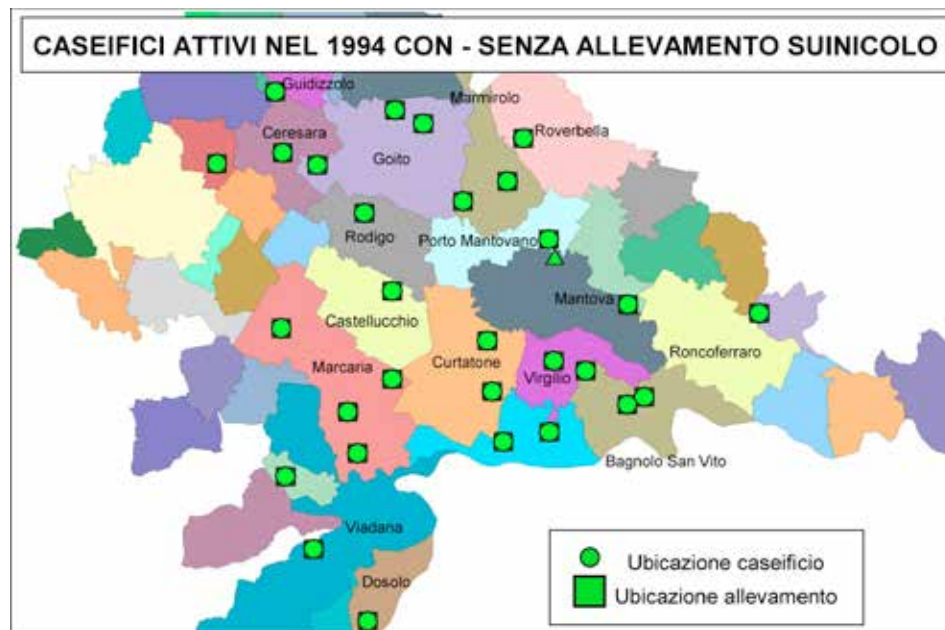 CASEIFICI ATTIVI NEL 1994 CON - SENZA ALLEVAMENTO SUINICOLO
Guidizzolo
Marmirolo
Ceresara
Roverbella
Goito
Rodigo
Porto Mantovano
Mantova
Castellucchio
Roncoferraro
Marcaria
Curtatone
Virgilio
Bagnolo San Vito
Viadana
Dosolo
Ubicazione caseificio
Ubicazione allevamento